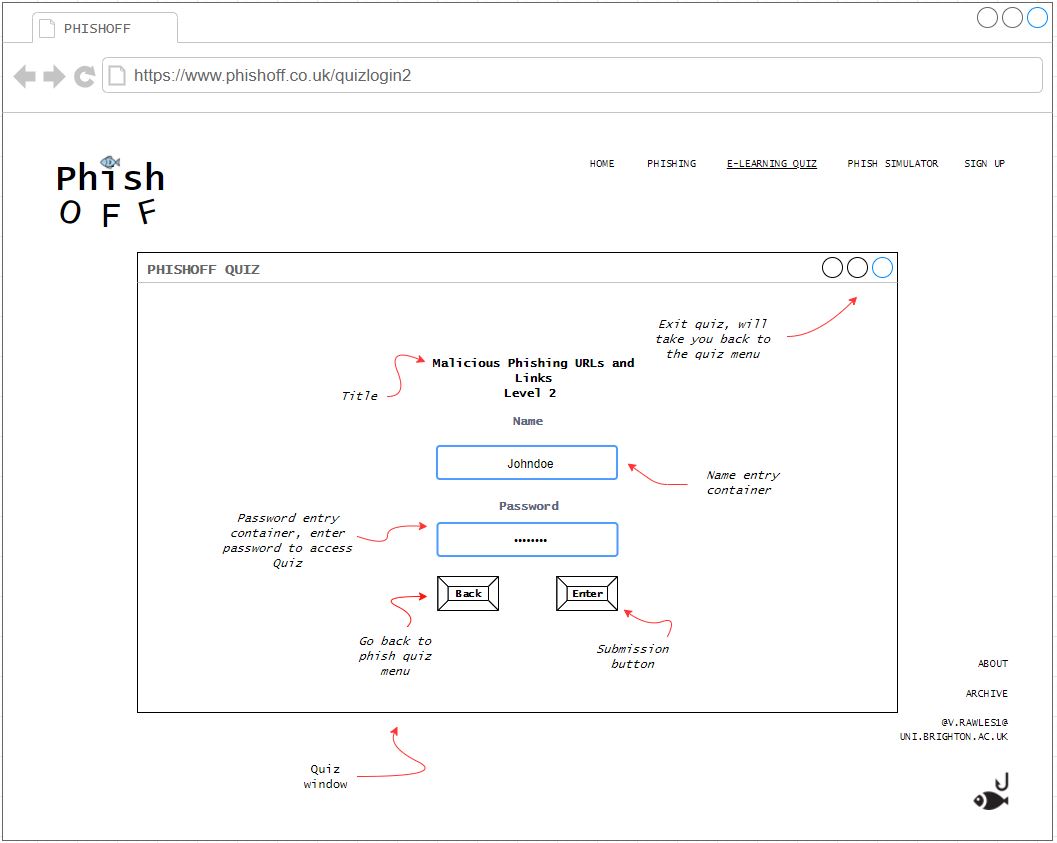 PHISHOFF
https://www.phishoff.co.uk/quizlogin2
Phish
OFF
HOME PHISHING E-LEARNING QUIZ PHISH SIMULATOR SIGN UP
PHISHOFF QUIZ
Exit quiz, will
take you back to
the quiz menu
Malicious Phishing URLs and
Links
Level 2
Title
Name
Johndoe
Name entry
container
Password
Password entry
container, enter
password to access
Quiz
••••••••
Back
Enter
Go back to
phish quiz
menu
Submission
button
ABOUT
ARCHIVE
@V.RAWLES1@
UNI.BRIGHTON.AC.UK
Quiz
window